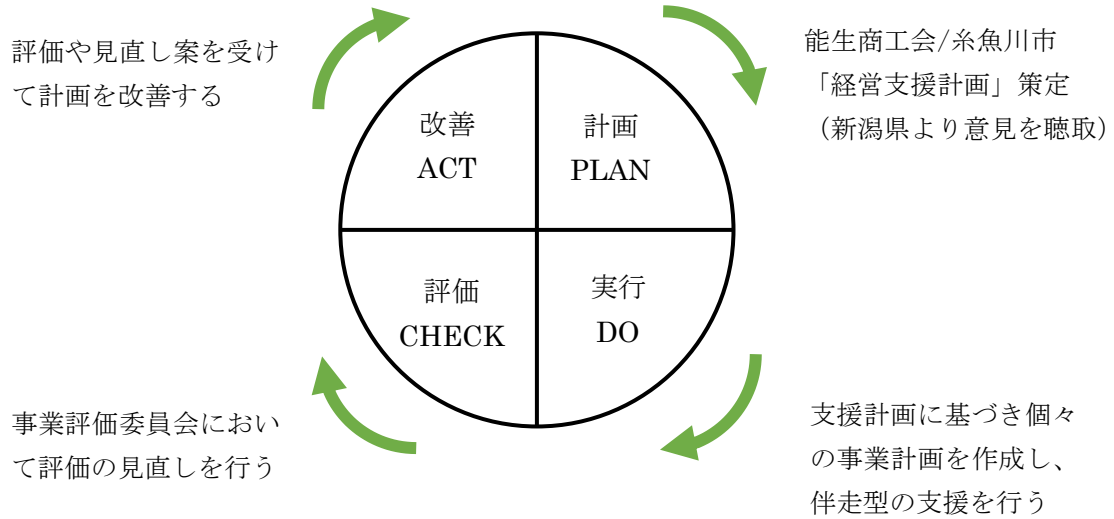 評価や見直し案を受け
て計画を改善する
能生商工会/糸魚川市
「経営支援計画」策定
（新潟県より意見を聴取）
改善
ACT
計画
PLAN
評価
CHECK
実行
DO
事業評価委員会におい
て評価の見直しを行う
支援計画に基づき個々
の事業計画を作成し、
伴走型の支援を行う